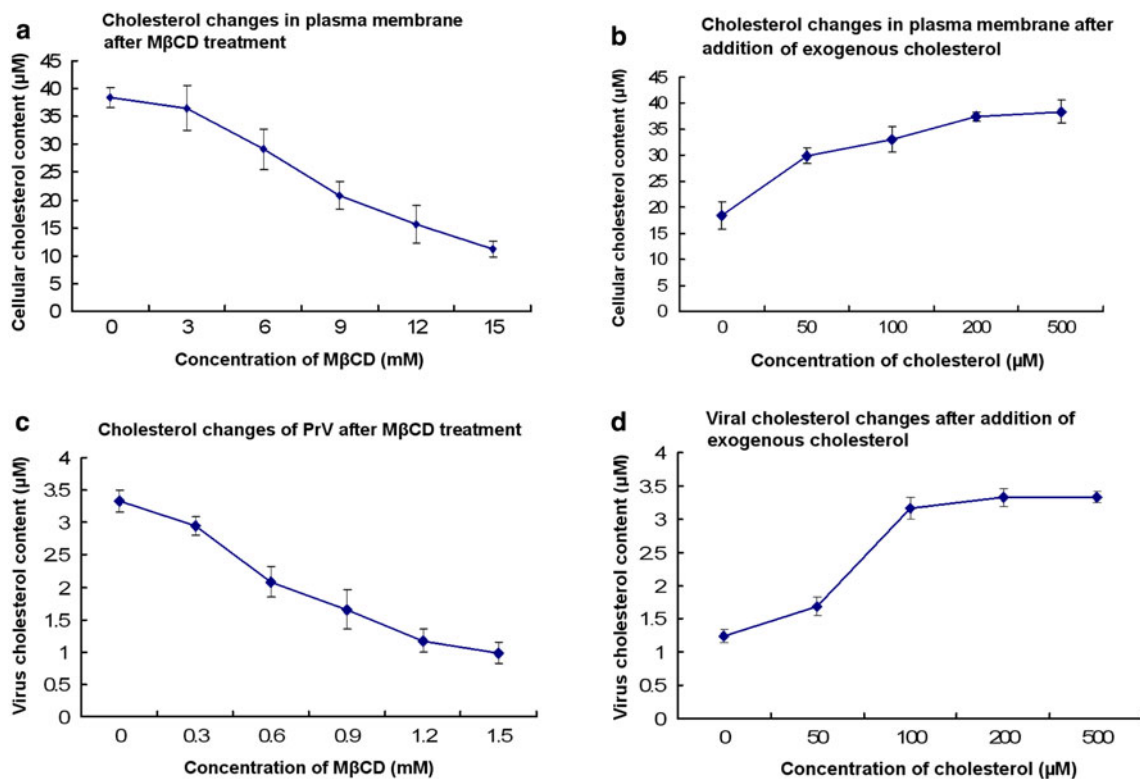 a
Cholesterol changes in plasma membrane
after MβCD treatment
Cellular cholesterol content (µM)
45
40
35
30
25
20
15
10
5
0
0 3 6 9 12 15
Concentration of MβCD (mM)
b
Cholesterol changes in plasma membrane after
addition of exogenous cholesterol
Cellular cholesterol content (µM)
45
40
35
30
25
20
15
10
5
0
0 50 100 200 500
Concentration of cholesterol (µM)
c
Cholesterol changes of PrV after MβCD treatment
Virus cholesterol content (µM)
4
3.5
3
2.5
2
1.5
1
0.5
0
0 0.3 0.6 0.9 1.2 1.5
Concentration of MβCD (mM)
d
Viral cholesterol changes after addition of
exogenous cholesterol
Virus cholesterol content (µM)
4
3.5
3
2.5
2
1.5
1
0.5
0
0 50 100 200 500
Concentration of cholesterol (µM)